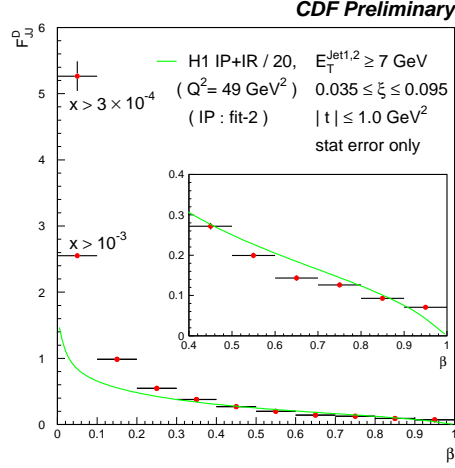 CDF Preliminary
F_JJ^D
H1 IP+IR / 20, E_T^Jet1,2 ≥ 7 GeV
( Q² = 49 GeV² ) 0.035 ≤ ξ ≤ 0.095
( IP : fit-2 ) | t | ≤ 1.0 GeV²
stat error only
x > 3 × 10⁻⁴
x > 10⁻³
6
5
4
3
2
1
0
0 0.1 0.2 0.3 0.4 0.5 0.6 0.7 0.8 0.9 1
β
0.4
0.3
0.2
0.1
0
0.4 0.5 0.6 0.7 0.8 0.9 1
β